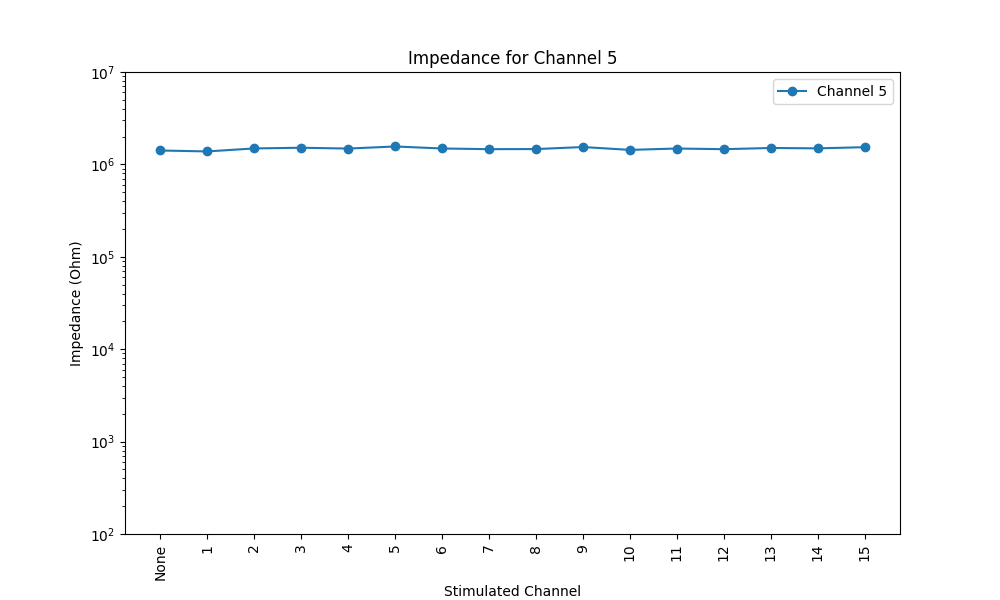 Impedance for Channel 5
Channel 5
Impedance (Ohm)
10⁷
10⁶
10⁵
10⁴
10³
10²
None 1 2 3 4 5 6 7 8 9 10 11 12 13 14 15
Stimulated Channel